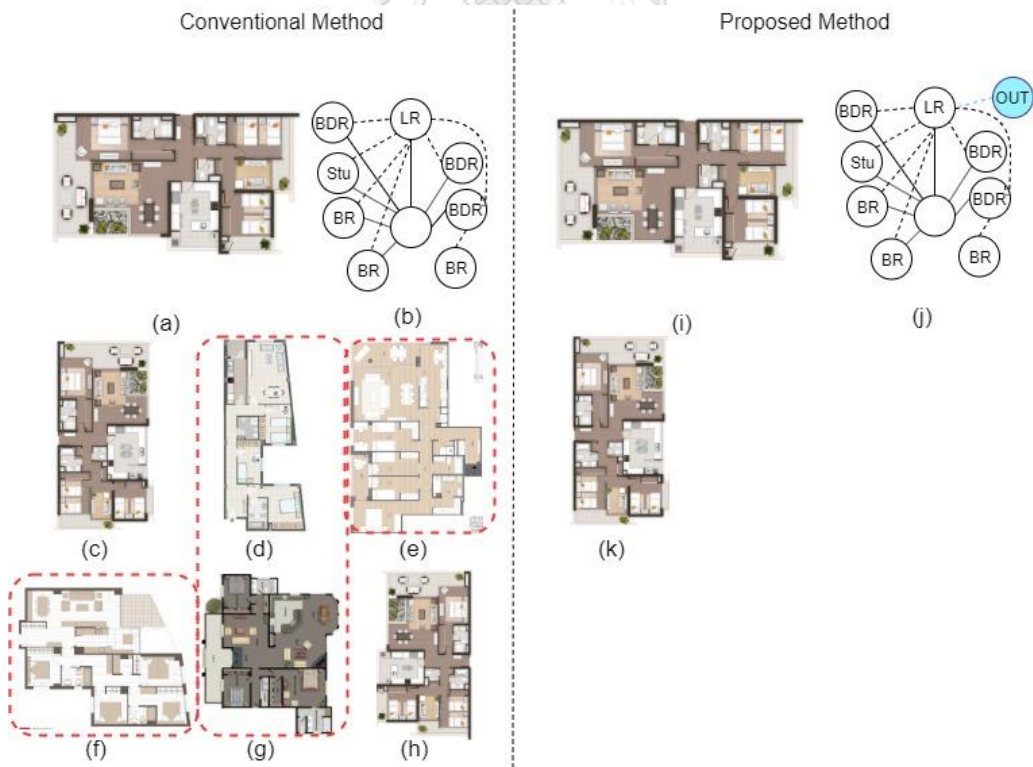 Conventional Method
Proposed Method
BDR
LR
Stu
BDR
BR
BDR
BR
BR
(a)
(b)
LR
OUT
BDR
BDR
Stu
BR
BDR
BR
BR
(i)
(j)
(c)
(d)
(e)
(k)
(f)
(g)
(h)